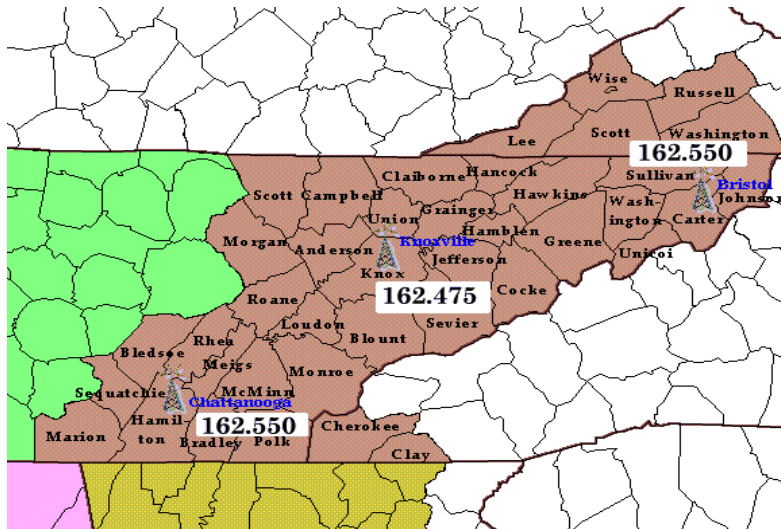 Wise
Russell
Lee
Scott
Washington
162.550
Sullivan
Bristol
Johnson
Claiborne
Hancock
Scott
Campbell
Hawkins
Grainger
Union
Hamblen
Wash-
ington
Carter
Morgan
Anderson
Knoxville
Knox
Jefferson
Greene
Unicoi
162.475
Cocke
Roane
Loudon
Blount
Sevier
Rhea
Bledsoe
Meigs
Monroe
McMinn
Sequatchie
Chattanooga
Hamil-
ton
162.550
Marion
Bradley
Polk
Cherokee
Clay